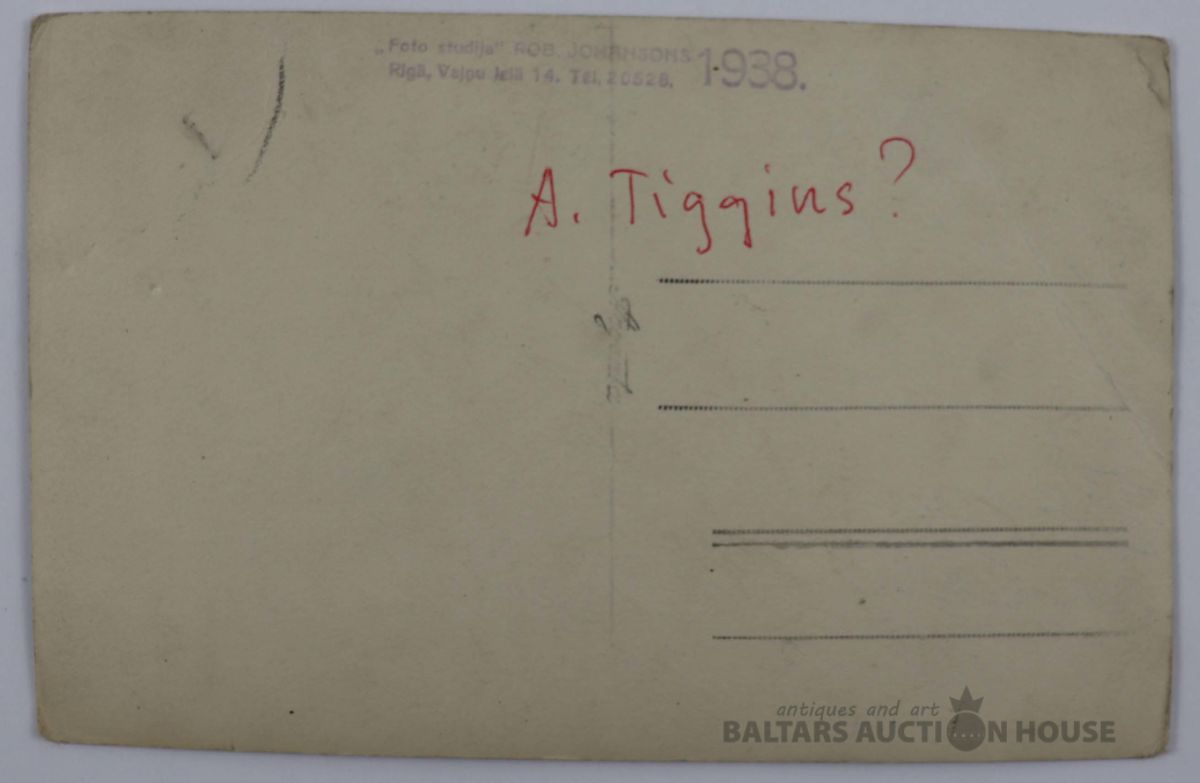 „Foto studija" ROB. JOHANSONS 1938.
Rīgā, Vaļņu ielā 14. Tel. 20528.
A. Tiggins?
antiques and art
BALTARS AUCTION HOUSE